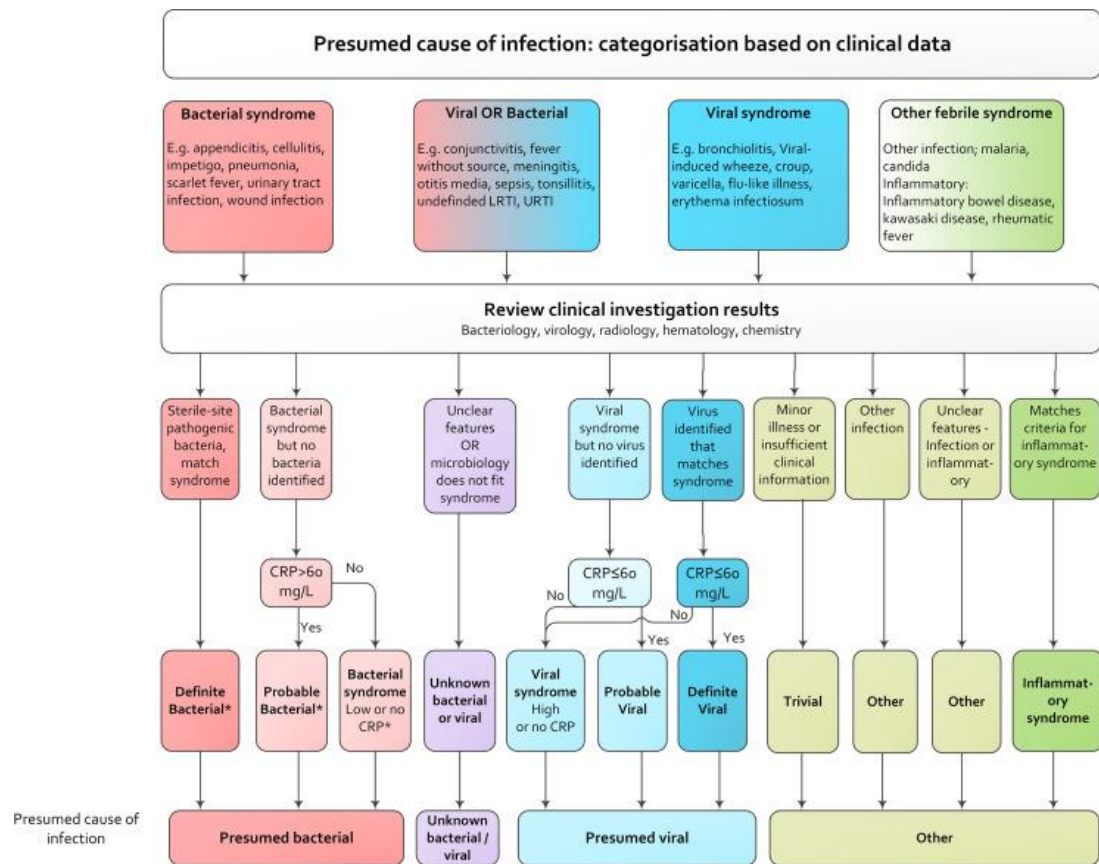 Presumed cause of infection: categorisation based on clinical data
Bacterial syndrome
E.g. appendicitis, cellulitis,
impetigo, pneumonia,
scarlet fever, urinary tract
infection, wound infection
Viral OR Bacterial
E.g. conjunctivitis, fever
without source, meningitis,
otitis media, sepsis, tonsillitis,
undefinded LRTI, URTI
Viral syndrome
E.g. bronchiolitis, Viral-
induced wheeze, croup,
varicella, flu-like illness,
erythema infectiosum
Other febrile syndrome
Other infection; malaria,
candida
Inflammatory:
Inflammatory bowel disease,
kawasaki disease, rheumatic
fever
Review clinical investigation results
Bacteriology, virology, radiology, hematology, chemistry
Sterile-site
pathogenic
bacteria,
match
syndrome
Bacterial
syndrome
but no
bacteria
identified
Unclear
features
OR
microbiology
does not fit
syndrome
Viral
syndrome
but no virus
identified
Virus
identified
that
matches
syndrome
Minor
illness or
insufficient
clinical
information
Other
infection
Unclear
features -
Infection or
inflammat-
ory
Matches
criteria for
inflammat-
ory syndrome
CRP>60
mg/L
No
Yes
CRP≤60
mg/L
No
Yes
CRP≤60
mg/L
No
Yes
Definite
Bacterial*
Probable
Bacterial*
Bacterial
syndrome
Low or no
CRP*
Unknown
bacterial
or viral
Viral
syndrome
High
or no CRP
Probable
Viral
Definite
Viral
Trivial
Other
Other
Inflammat-
ory
syndrome
Presumed cause of
infection
Presumed bacterial
Unknown
bacterial /
viral
Presumed viral
Other